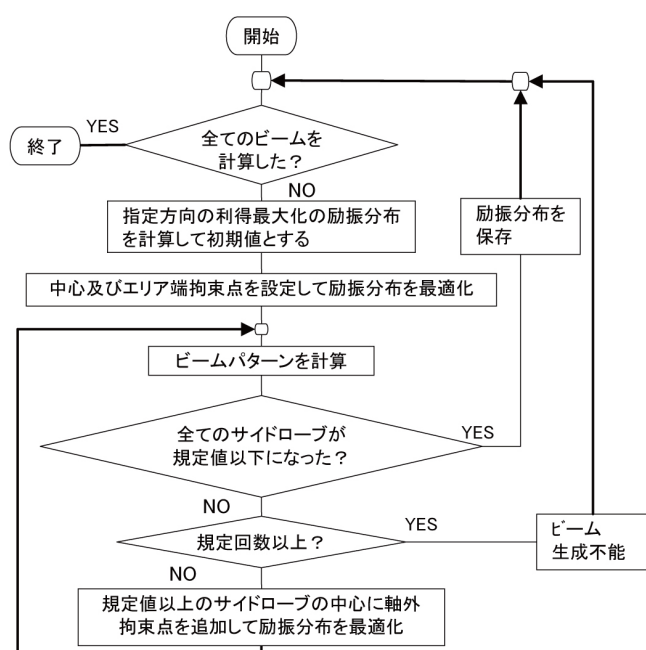 開始
YES
終了
全てのビームを
計算した？
NO
指定方向の利得最大化の励振分布
を計算して初期値とする
励振分布を
保存
中心及びエリア端拘束点を設定して励振分布を最適化
ビームパターンを計算
全てのサイドローブが
規定値以下になった？
YES
NO
規定回数以上？
YES
ビーム
生成不能
NO
規定値以上のサイドローブの中心に軸外
拘束点を追加して励振分布を最適化